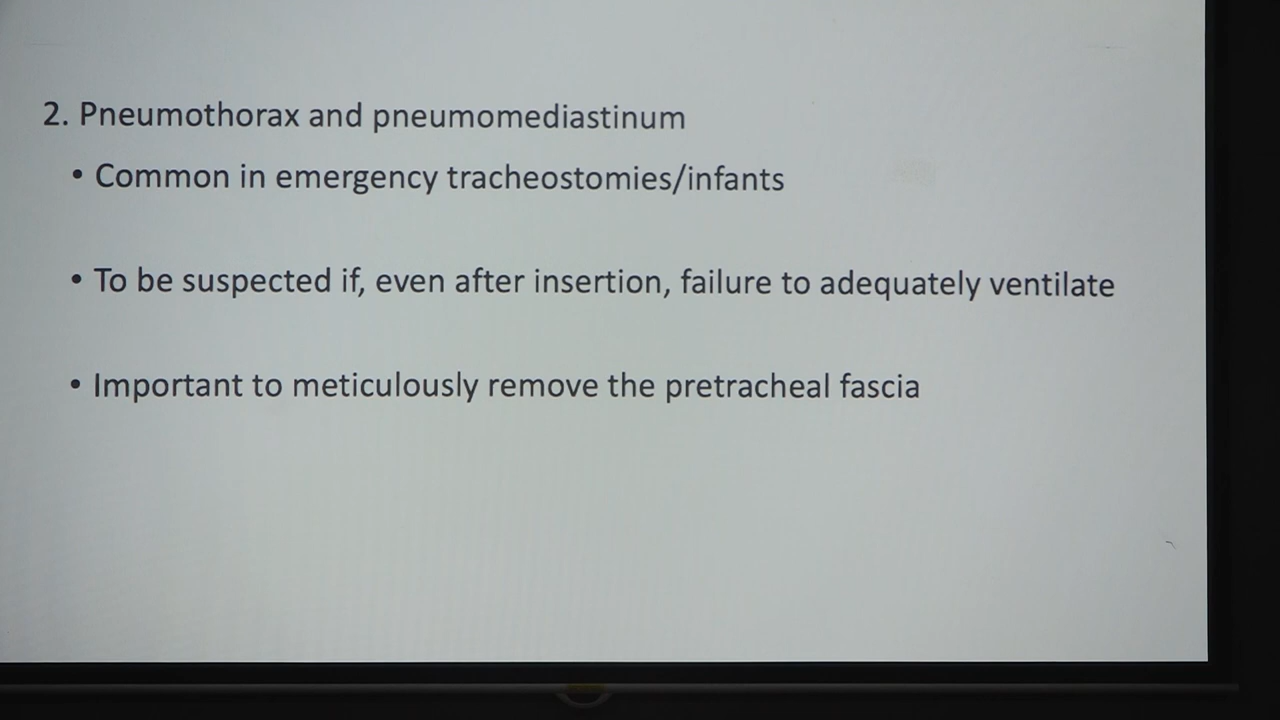 2. Pneumothorax and pneumomediastinum
• Common in emergency tracheostomies/infants
• To be suspected if, even after insertion, failure to adequately ventilate
• Important to meticulously remove the pretracheal fascia